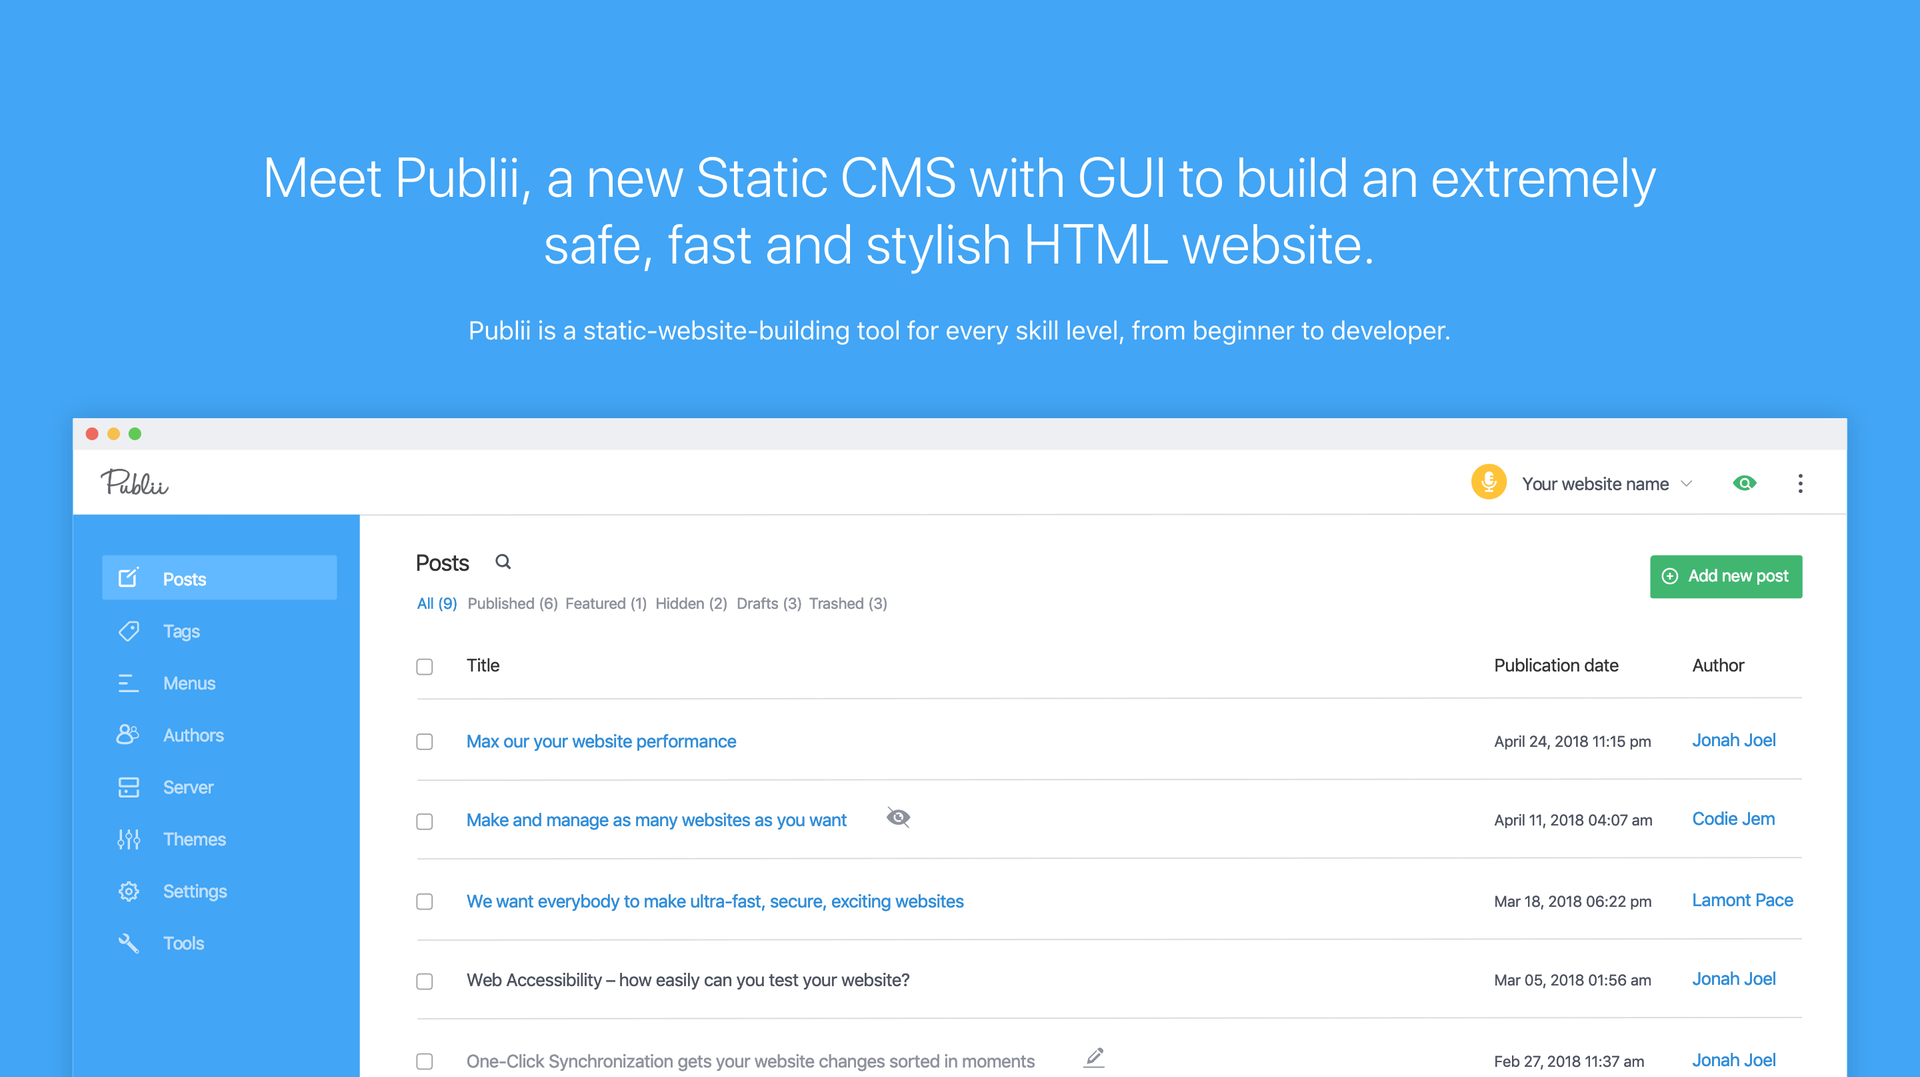 Meet Publii, a new Static CMS with GUI to build an extremely
safe, fast and stylish HTML website.
Publii is a static-website-building tool for every skill level, from beginner to developer.
Publii
Your website name
Posts
Tags
Menus
Authors
Server
Themes
Settings
Tools
Posts
Add new post
All (9) Published (6) Featured (1) Hidden (2) Drafts (3) Trashed (3)
Title Publication date Author
Max our your website performance April 24, 2018 11:15 pm Jonah Joel
Make and manage as many websites as you want April 11, 2018 04:07 am Codie Jem
We want everybody to make ultra-fast, secure, exciting websites Mar 18, 2018 06:22 pm Lamont Pace
Web Accessibility – how easily can you test your website? Mar 05, 2018 01:56 am Jonah Joel
One-Click Synchronization gets your website changes sorted in moments Feb 27, 2018 11:37 am Jonah Joel